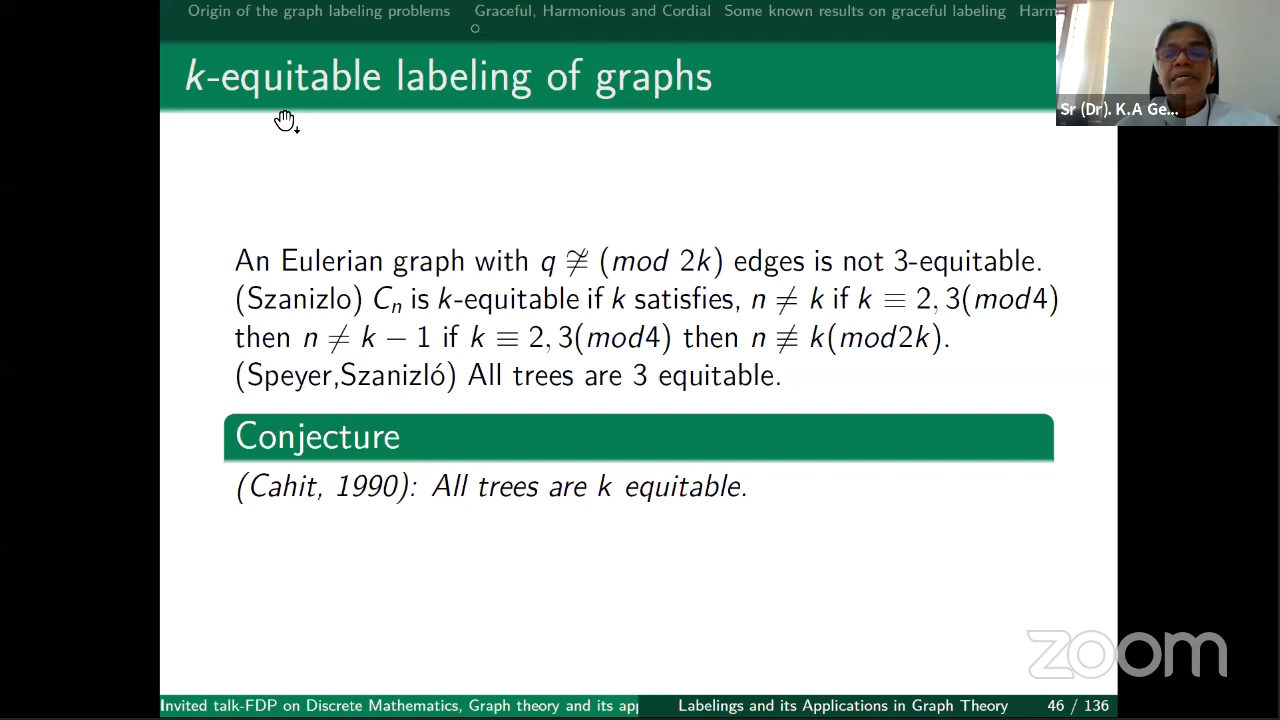 Origin of the graph labeling problems Graceful, Harmonious and Cordial Some known results on graceful labeling Harm
k-equitable labeling of graphs
Sr (Dr). K.A Ge...
An Eulerian graph with q ≇ (mod 2k) edges is not 3-equitable.
(Szanizlo) Cₙ is k-equitable if k satisfies, n ≠ k if k ≡ 2, 3(mod4)
then n ≠ k − 1 if k ≡ 2, 3(mod4) then n ≢ k(mod2k).
(Speyer,Szanizló) All trees are 3 equitable.
Conjecture
(Cahit, 1990): All trees are k equitable.
zoom
Invited talk-FDP on Discrete Mathematics, Graph theory and its app Labelings and its Applications in Graph Theory 46 / 136